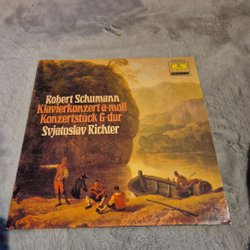 Robert Schumann
Klavierkonzert a-moll
Konzertstück G-dur
Svjatoslav Richter